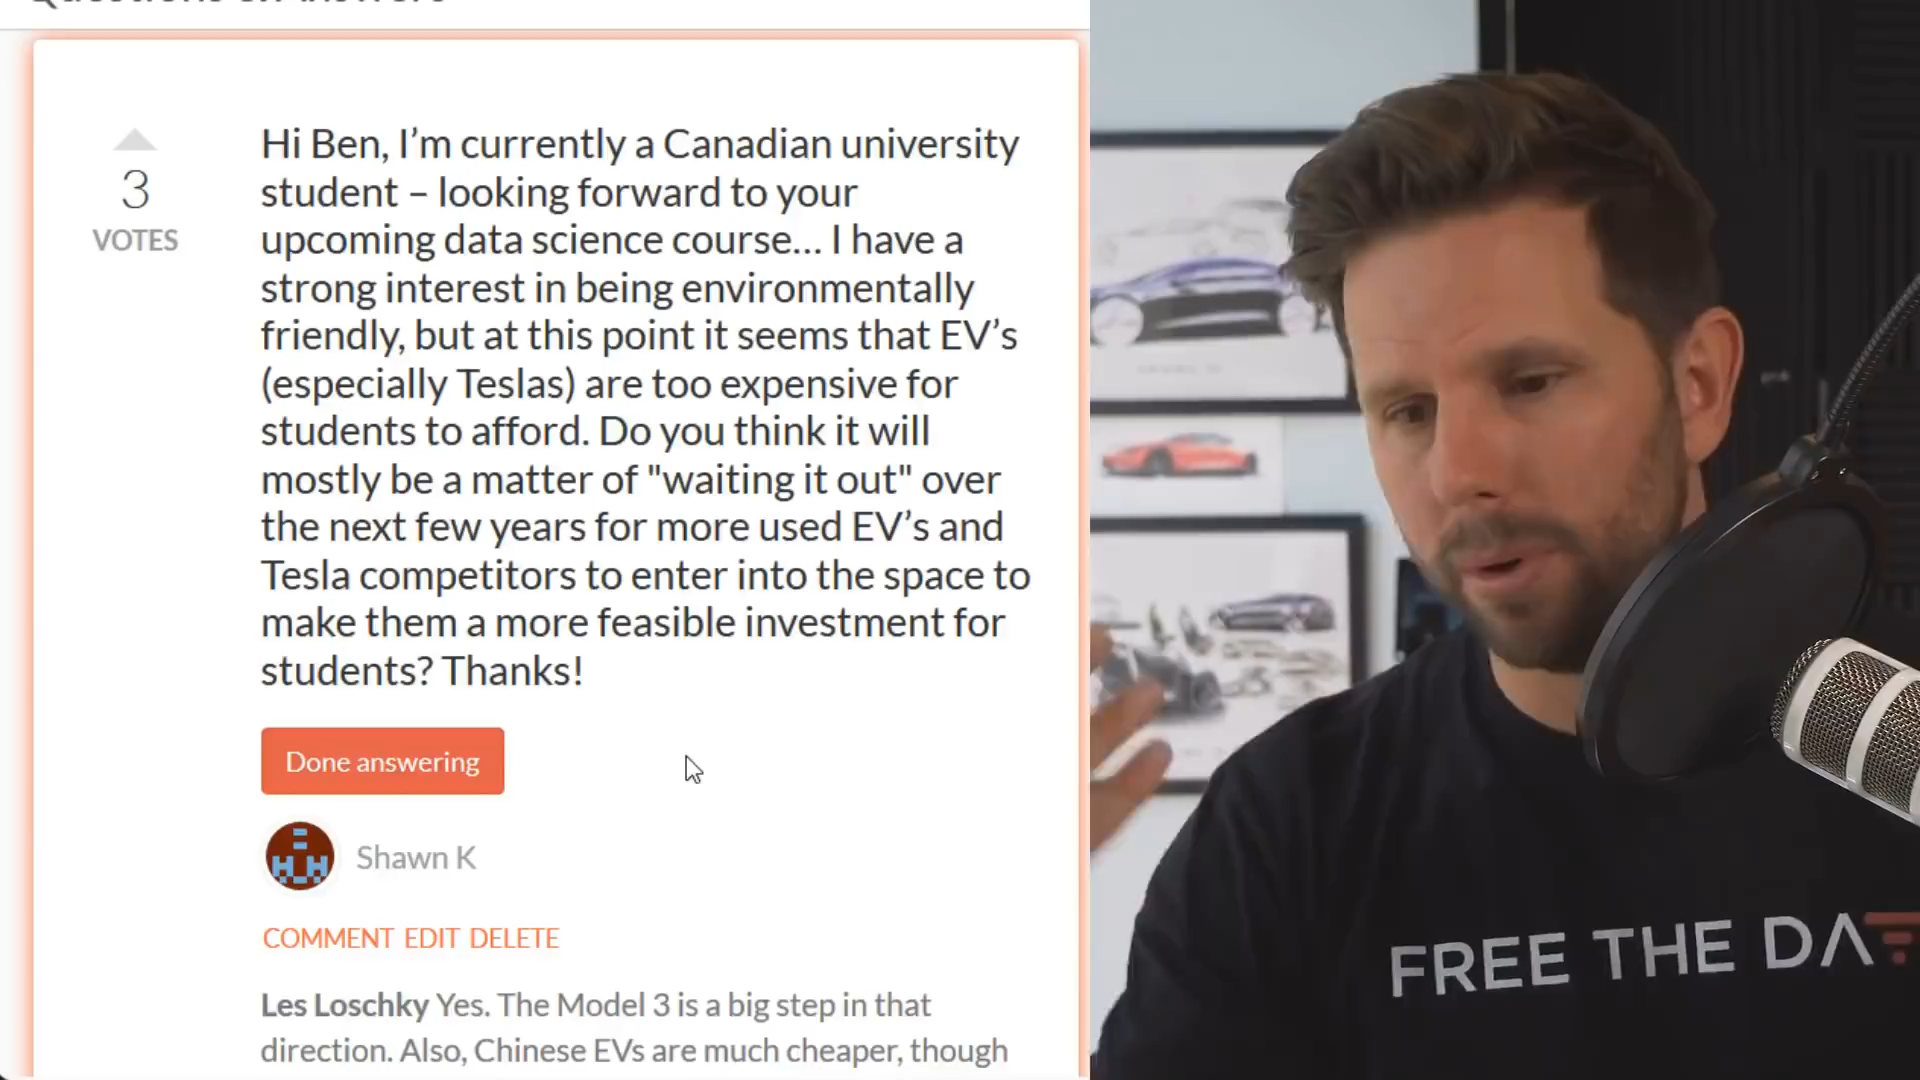 3
VOTES
Hi Ben, I’m currently a Canadian university
student – looking forward to your
upcoming data science course... I have a
strong interest in being environmentally
friendly, but at this point it seems that EV’s
(especially Teslas) are too expensive for
students to afford. Do you think it will
mostly be a matter of "waiting it out" over
the next few years for more used EV’s and
Tesla competitors to enter into the space to
make them a more feasible investment for
students? Thanks!
Done answering
Shawn K
COMMENT EDIT DELETE
Les Loschky Yes. The Model 3 is a big step in that
direction. Also, Chinese EVs are much cheaper, though
FREE THE DA